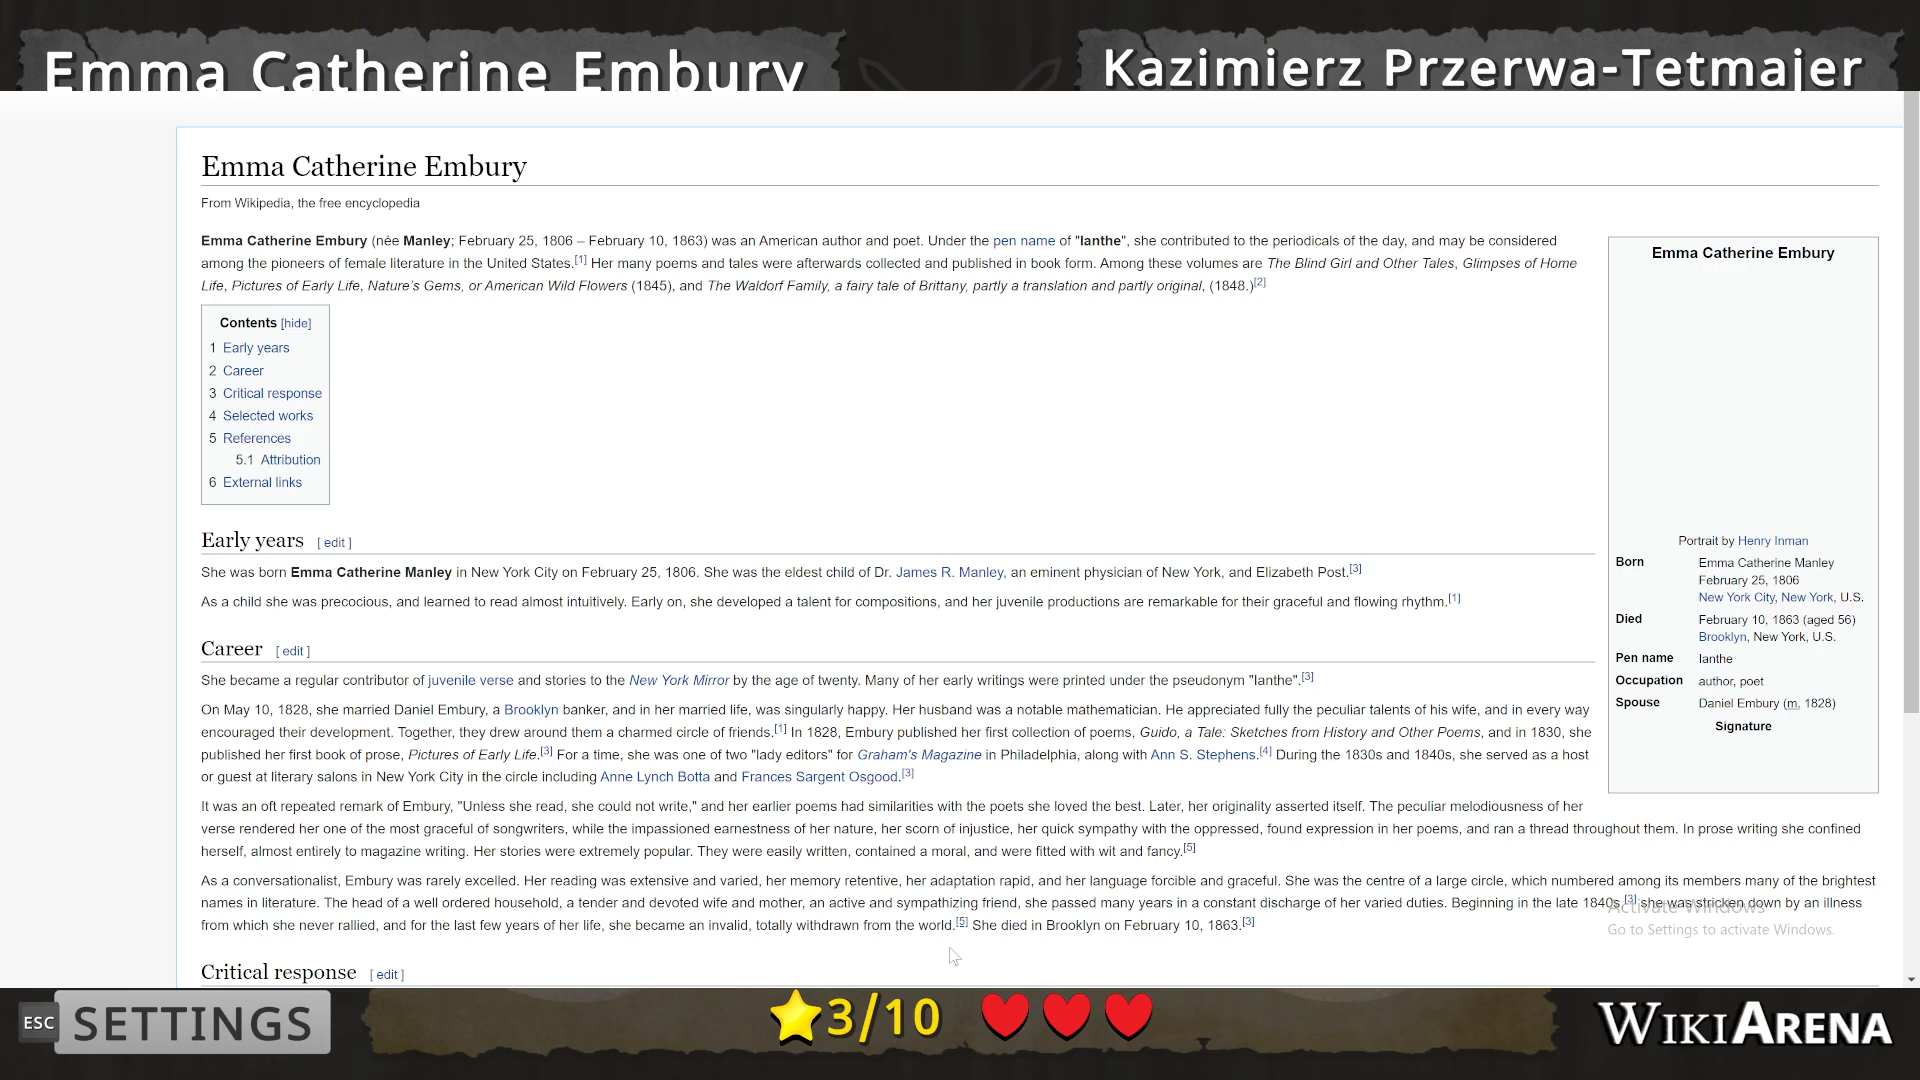 Emma Catherine Embury
Kazimierz Przerwa-Tetmajer
Emma Catherine Embury
From Wikipedia, the free encyclopedia
Emma Catherine Embury (née Manley; February 25, 1806 – February 10, 1863) was an American author and poet. Under the pen name of "Ianthe", she contributed to the periodicals of the day, and may be considered
among the pioneers of female literature in the United States.[1] Her many poems and tales were afterwards collected and published in book form. Among these volumes are The Blind Girl and Other Tales, Glimpses of Home
Life, Pictures of Early Life, Nature's Gems, or American Wild Flowers (1845), and The Waldorf Family, a fairy tale of Brittany, partly a translation and partly original, (1848.)[2]
Contents [hide]
1 Early years
2 Career
3 Critical response
4 Selected works
5 References
5.1 Attribution
6 External links
Early years [ edit ]
She was born Emma Catherine Manley in New York City on February 25, 1806. She was the eldest child of Dr. James R. Manley, an eminent physician of New York, and Elizabeth Post.[3]
As a child she was precocious, and learned to read almost intuitively. Early on, she developed a talent for compositions, and her juvenile productions are remarkable for their graceful and flowing rhythm.[1]
Career [ edit ]
She became a regular contributor of juvenile verse and stories to the New York Mirror by the age of twenty. Many of her early writings were printed under the pseudonym "Ianthe".[3]
On May 10, 1828, she married Daniel Embury, a Brooklyn banker, and in her married life, was singularly happy. Her husband was a notable mathematician. He appreciated fully the peculiar talents of his wife, and in every way
encouraged their development. Together, they drew around them a charmed circle of friends.[1] In 1828, Embury published her first collection of poems, Guido, a Tale: Sketches from History and Other Poems, and in 1830, she
published her first book of prose, Pictures of Early Life.[3] For a time, she was one of two "lady editors" for Graham's Magazine in Philadelphia, along with Ann S. Stephens.[4] During the 1830s and 1840s, she served as a host
or guest at literary salons in New York City in the circle including Anne Lynch Botta and Frances Sargent Osgood.[3]
It was an oft repeated remark of Embury, "Unless she read, she could not write," and her earlier poems had similarities with the poets she loved the best. Later, her originality asserted itself. The peculiar melodiousness of her
verse rendered her one of the most graceful of songwriters, while the impassioned earnestness of her nature, her scorn of injustice, her quick sympathy with the oppressed, found expression in her poems, and ran a thread throughout them. In prose writing she confined
herself, almost entirely to magazine writing. Her stories were extremely popular. They were easily written, contained a moral, and were fitted with wit and fancy.[5]
As a conversationalist, Embury was rarely excelled. Her reading was extensive and varied, her memory retentive, her adaptation rapid, and her language forcible and graceful. She was the centre of a large circle, which numbered among its members many of the brightest
names in literature. The head of a well ordered household, a tender and devoted wife and mother, an active and sympathizing friend, she passed many years in a constant discharge of her varied duties. Beginning in the late 1840s,[3] she was stricken down by an illness
from which she never rallied, and for the last few years of her life, she became an invalid, totally withdrawn from the world.[5] She died in Brooklyn on February 10, 1863.[3]
Critical response [ edit ]
Emma Catherine Embury
Portrait by Henry Inman
Born Emma Catherine Manley
February 25, 1806
New York City, New York, U.S.
Died February 10, 1863 (aged 56)
Brooklyn, New York, U.S.
Pen name Ianthe
Occupation author, poet
Spouse Daniel Embury (m. 1828)
Signature
Activate Windows
Go to Settings to activate Windows.
ESC SETTINGS
3/10
WIKIARENA